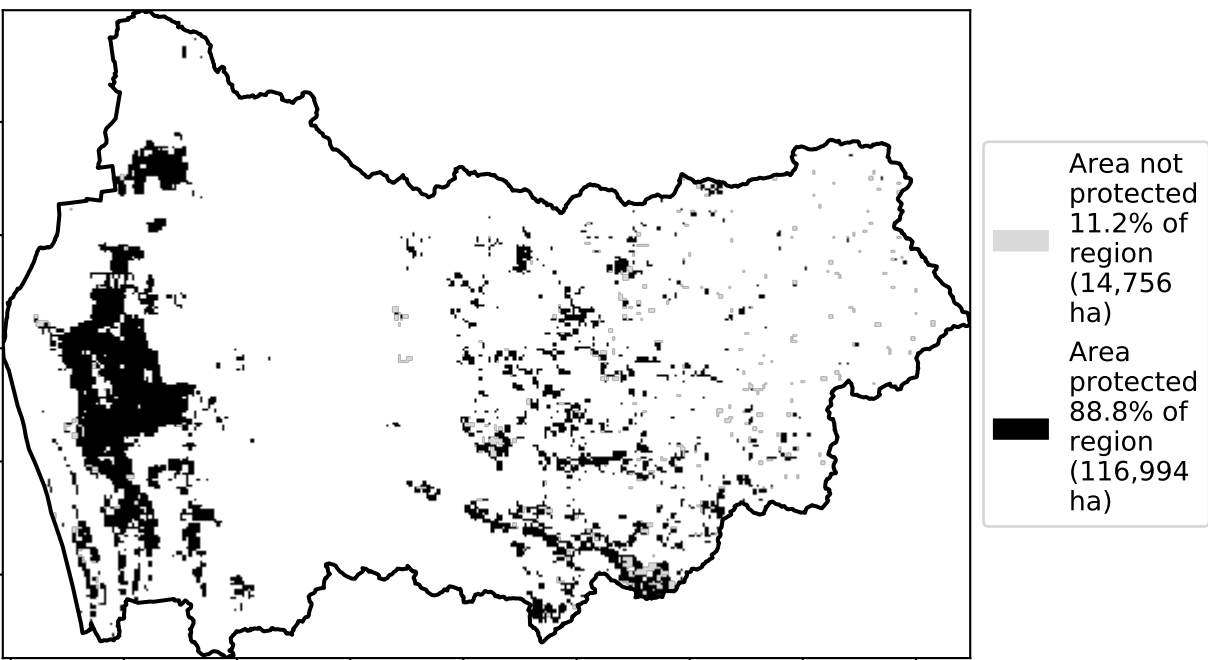 Area not
protected
11.2% of
region
(14,756
ha)
Area
protected
88.8% of
region
(116,994
ha)